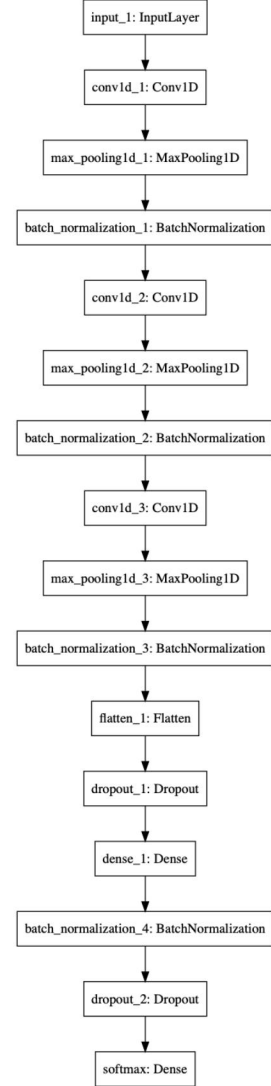 input_1: InputLayer
conv1d_1: Conv1D
max_pooling1d_1: MaxPooling1D
batch_normalization_1: BatchNormalization
conv1d_2: Conv1D
max_pooling1d_2: MaxPooling1D
batch_normalization_2: BatchNormalization
conv1d_3: Conv1D
max_pooling1d_3: MaxPooling1D
batch_normalization_3: BatchNormalization
flatten_1: Flatten
dropout_1: Dropout
dense_1: Dense
batch_normalization_4: BatchNormalization
dropout_2: Dropout
softmax: Dense